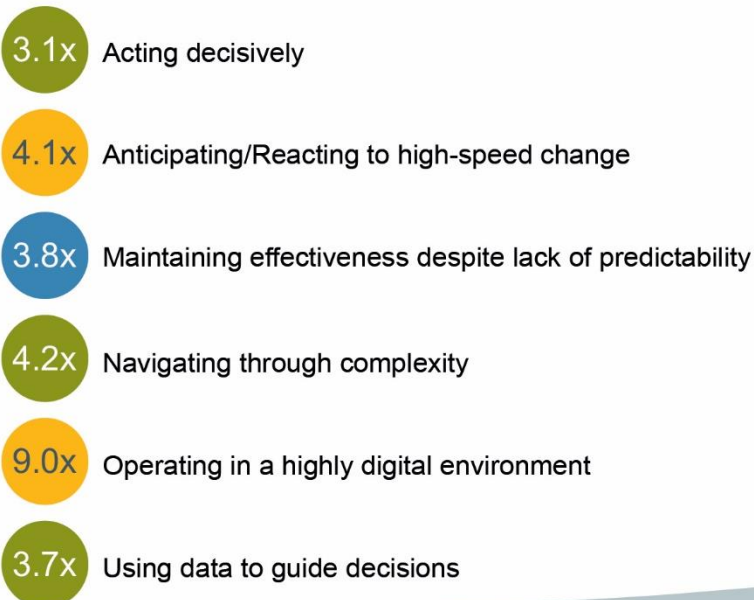 3.1x Acting decisively
4.1x Anticipating/Reacting to high-speed change
3.8x Maintaining effectiveness despite lack of predictability
4.2x Navigating through complexity
9.0x Operating in a highly digital environment
3.7x Using data to guide decisions